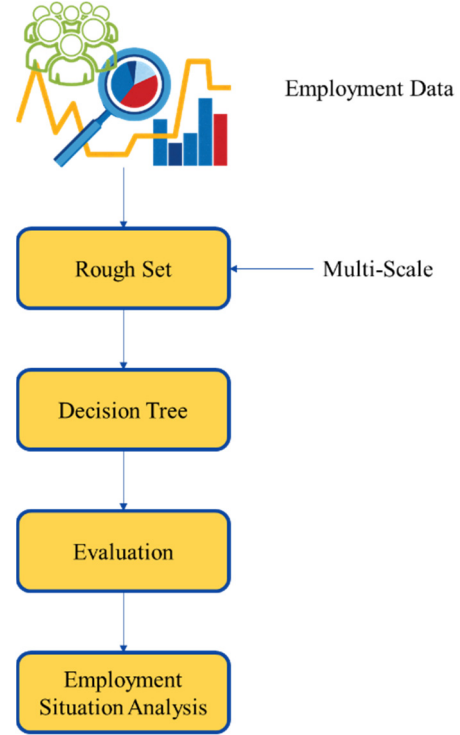 Employment Data
Rough Set
Multi-Scale
Decision Tree
Evaluation
Employment
Situation Analysis